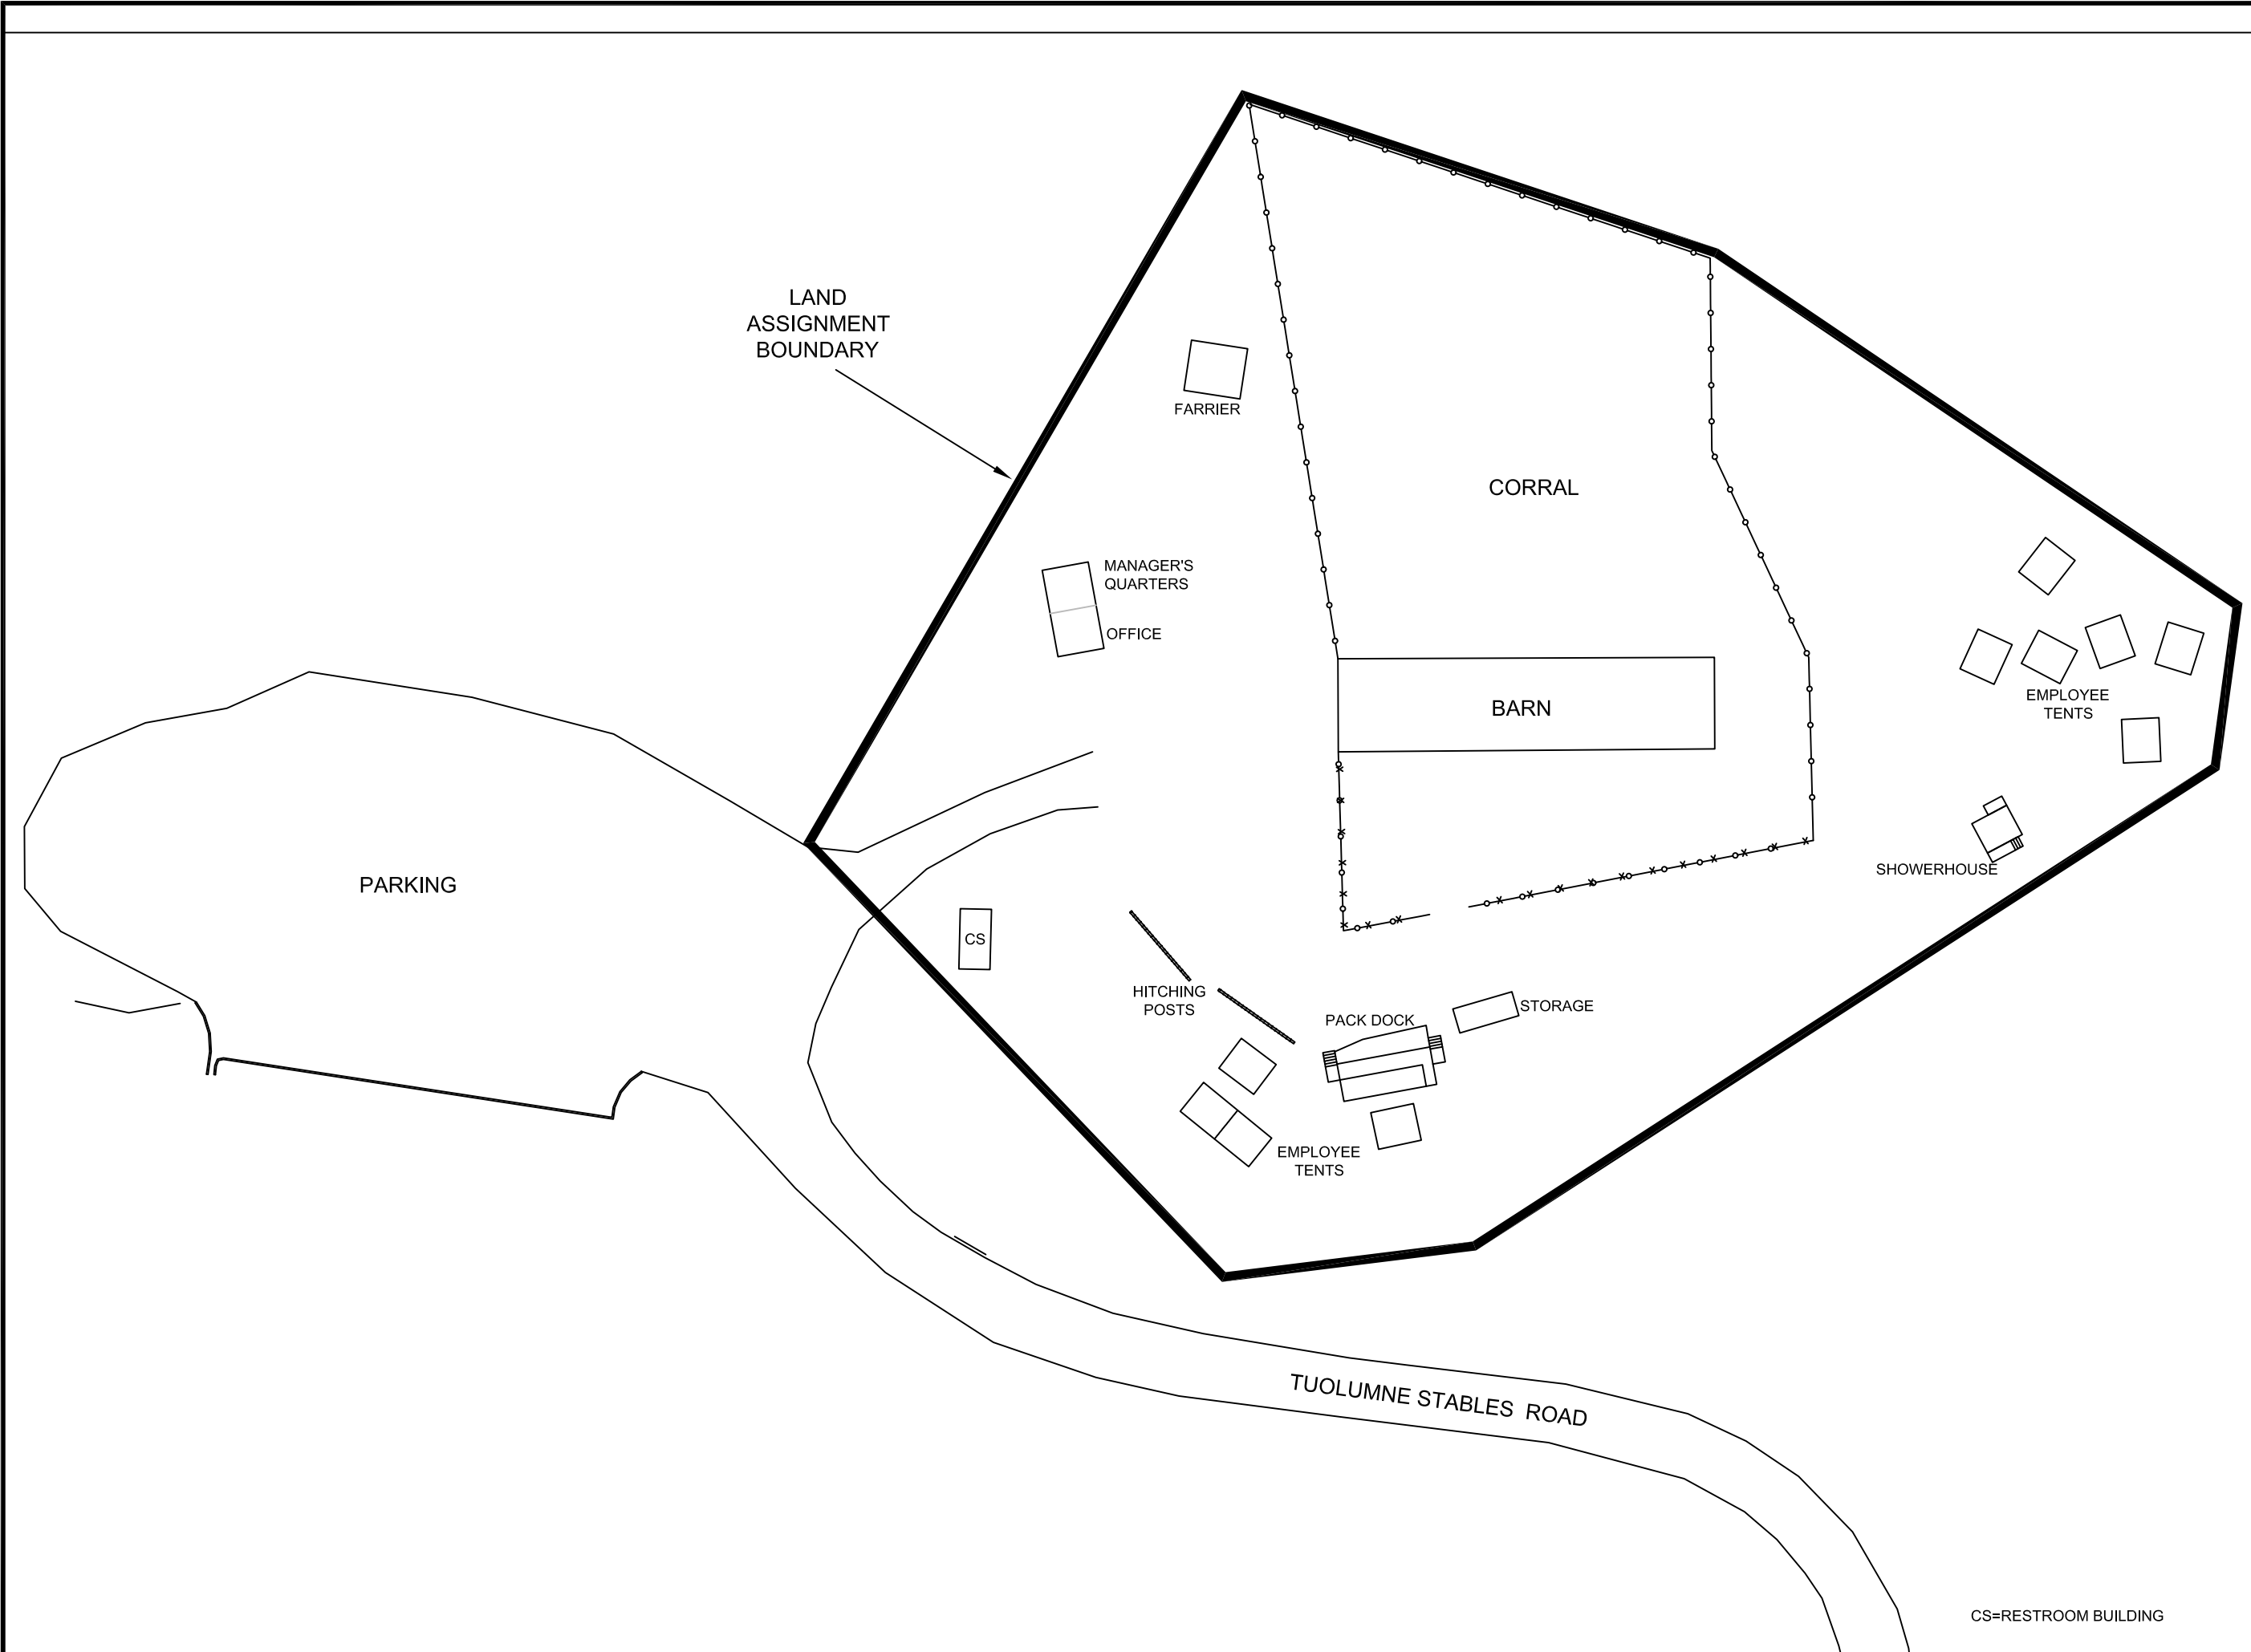 LAND
ASSIGNMENT
BOUNDARY
FARRIER
CORRAL
MANAGER'S
QUARTERS
OFFICE
BARN
EMPLOYEE
TENTS
SHOWERHOUSE
PARKING
CS
HITCHING
POSTS
PACK DOCK
STORAGE
EMPLOYEE
TENTS
TUOLUMNE STABLES ROAD
CS=RESTROOM BUILDING